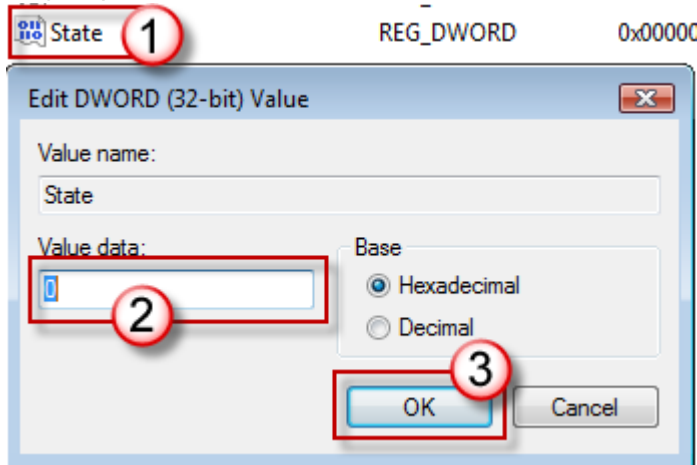 State 1 REG_DWORD 0x00000
Edit DWORD (32-bit) Value
Value name:
State
Value data: Base
0 Hexadecimal
2 Decimal
3
OK Cancel